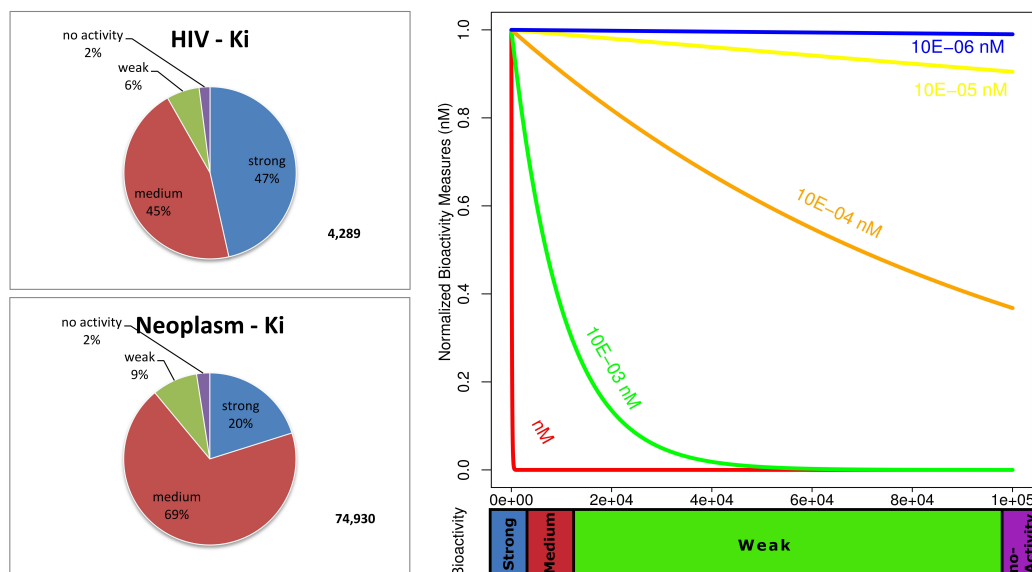 HIV - Ki
no activity
2%
weak
6%
strong
47%
medium
45%
4,289
Neoplasm - Ki
no activity
2%
weak
9%
strong
20%
medium
69%
74,930
Normalized Bioactivity Measures (nM)
1.0
0.8
0.6
0.4
0.2
0.0
10E−06 nM
10E−05 nM
10E−04 nM
10E−03 nM
nM
0e+00
2e+04
4e+04
6e+04
8e+04
1e+05
Bioactivity
Strong
Medium
Weak
no-
Activity